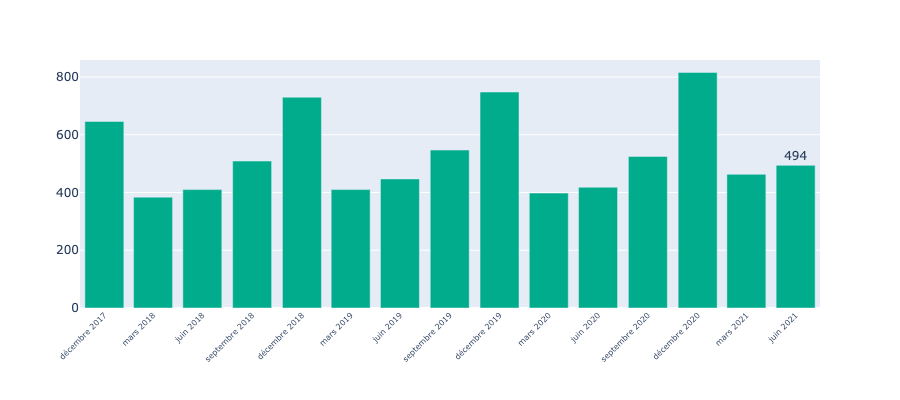 800
600
400
200
0
494
décembre 2017
mars 2018
juin 2018
septembre 2018
décembre 2018
mars 2019
juin 2019
septembre 2019
décembre 2019
mars 2020
juin 2020
septembre 2020
décembre 2020
mars 2021
juin 2021